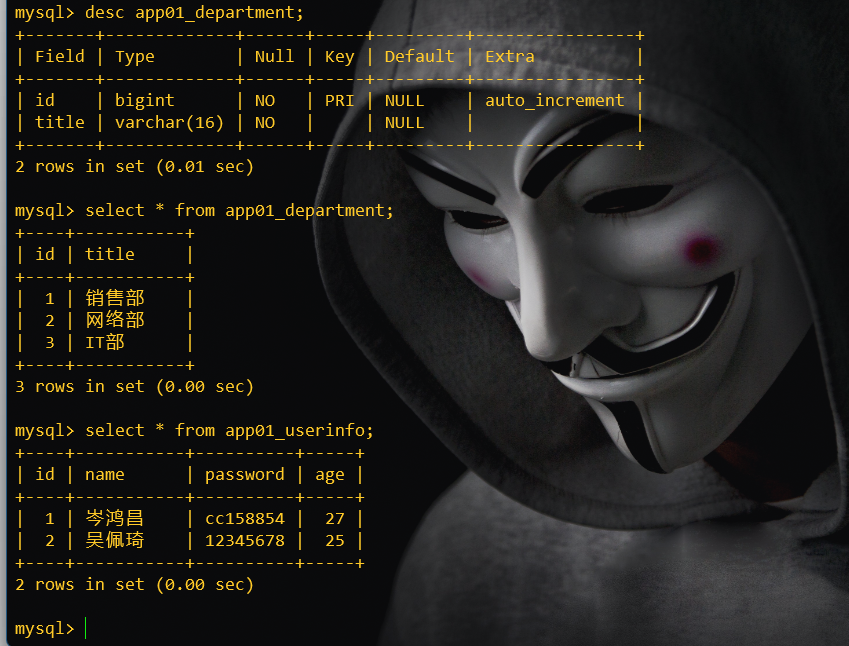 mysql> desc app01_department;
+-------+-------------+------+-----+---------+----------------+
| Field | Type        | Null | Key | Default | Extra          |
+-------+-------------+------+-----+---------+----------------+
| id    | bigint      | NO   | PRI | NULL    | auto_increment |
| title | varchar(16) | NO   |     | NULL    |                |
+-------+-------------+------+-----+---------+----------------+
2 rows in set (0.01 sec)

mysql> select * from app01_department;
+----+-----------+
| id | title     |
+----+-----------+
|  1 | 销售部    |
|  2 | 网络部    |
|  3 | IT部      |
+----+-----------+
3 rows in set (0.00 sec)

mysql> select * from app01_userinfo;
+----+-----------+----------+-----+
| id | name      | password | age |
+----+-----------+----------+-----+
|  1 | 岑鸿昌    | cc158854 |  27 |
|  2 | 吴佩琦    | 12345678 |  25 |
+----+-----------+----------+-----+
2 rows in set (0.00 sec)

mysql>